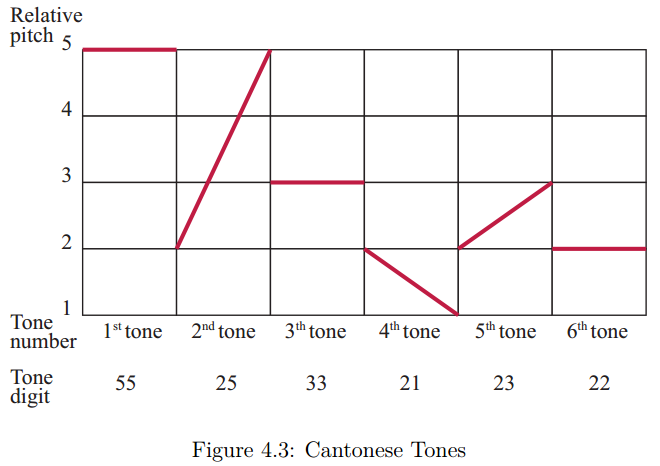 Relative
pitch
5
4
3
2
1
Tone
number
1st tone 2nd tone 3th tone 4th tone 5th tone 6th tone
Tone
digit
55 25 33 21 23 22
Figure 4.3: Cantonese Tones